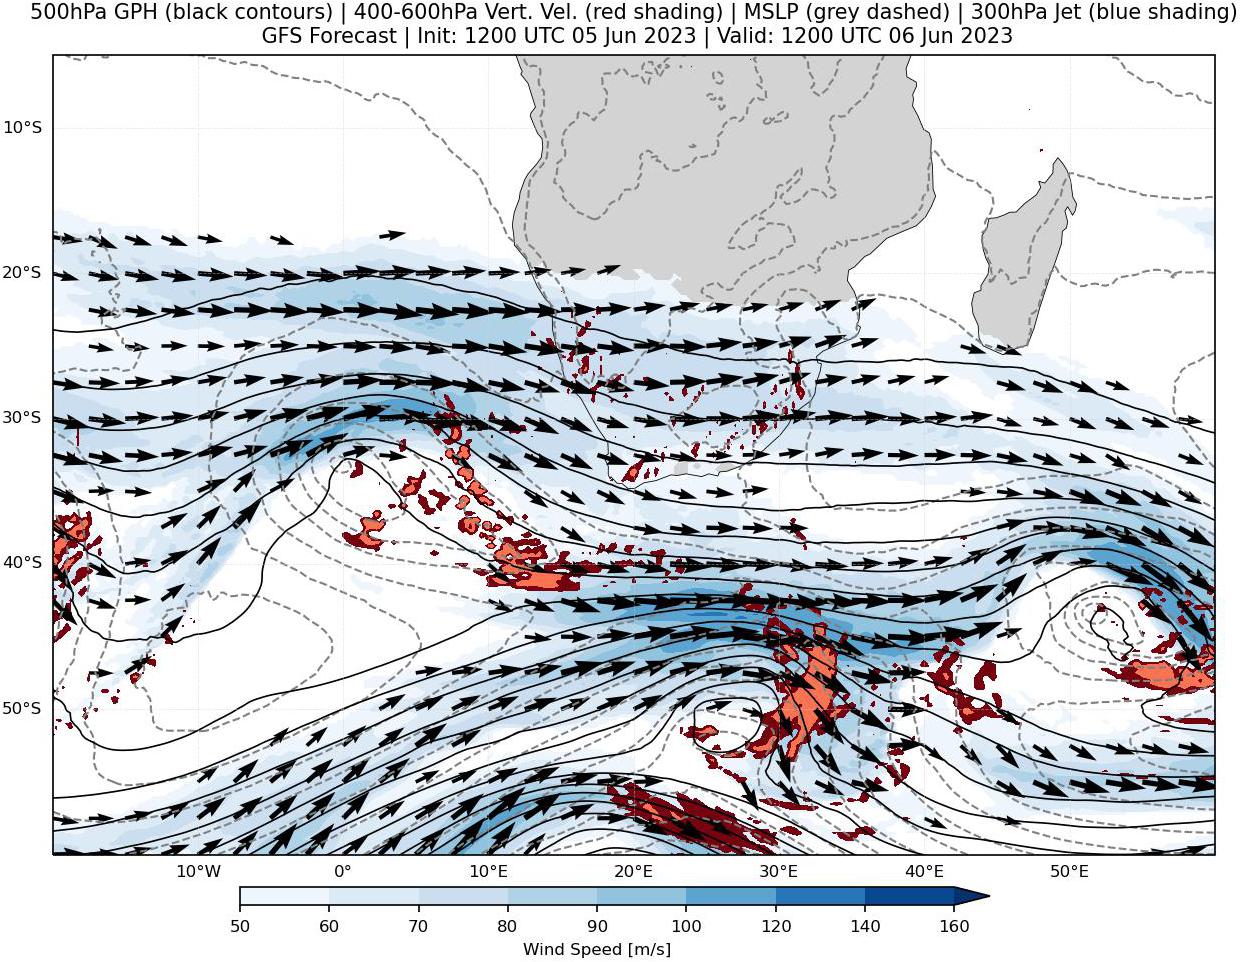 500hPa GPH (black contours) | 400-600hPa Vert. Vel. (red shading) | MSLP (grey dashed) | 300hPa Jet (blue shading)
GFS Forecast | Init: 1200 UTC 05 Jun 2023 | Valid: 1200 UTC 06 Jun 2023
10°S
20°S
30°S
40°S
50°S
10°W 0° 10°E 20°E 30°E 40°E 50°E
50 60 70 80 90 100 120 140 160
Wind Speed [m/s]